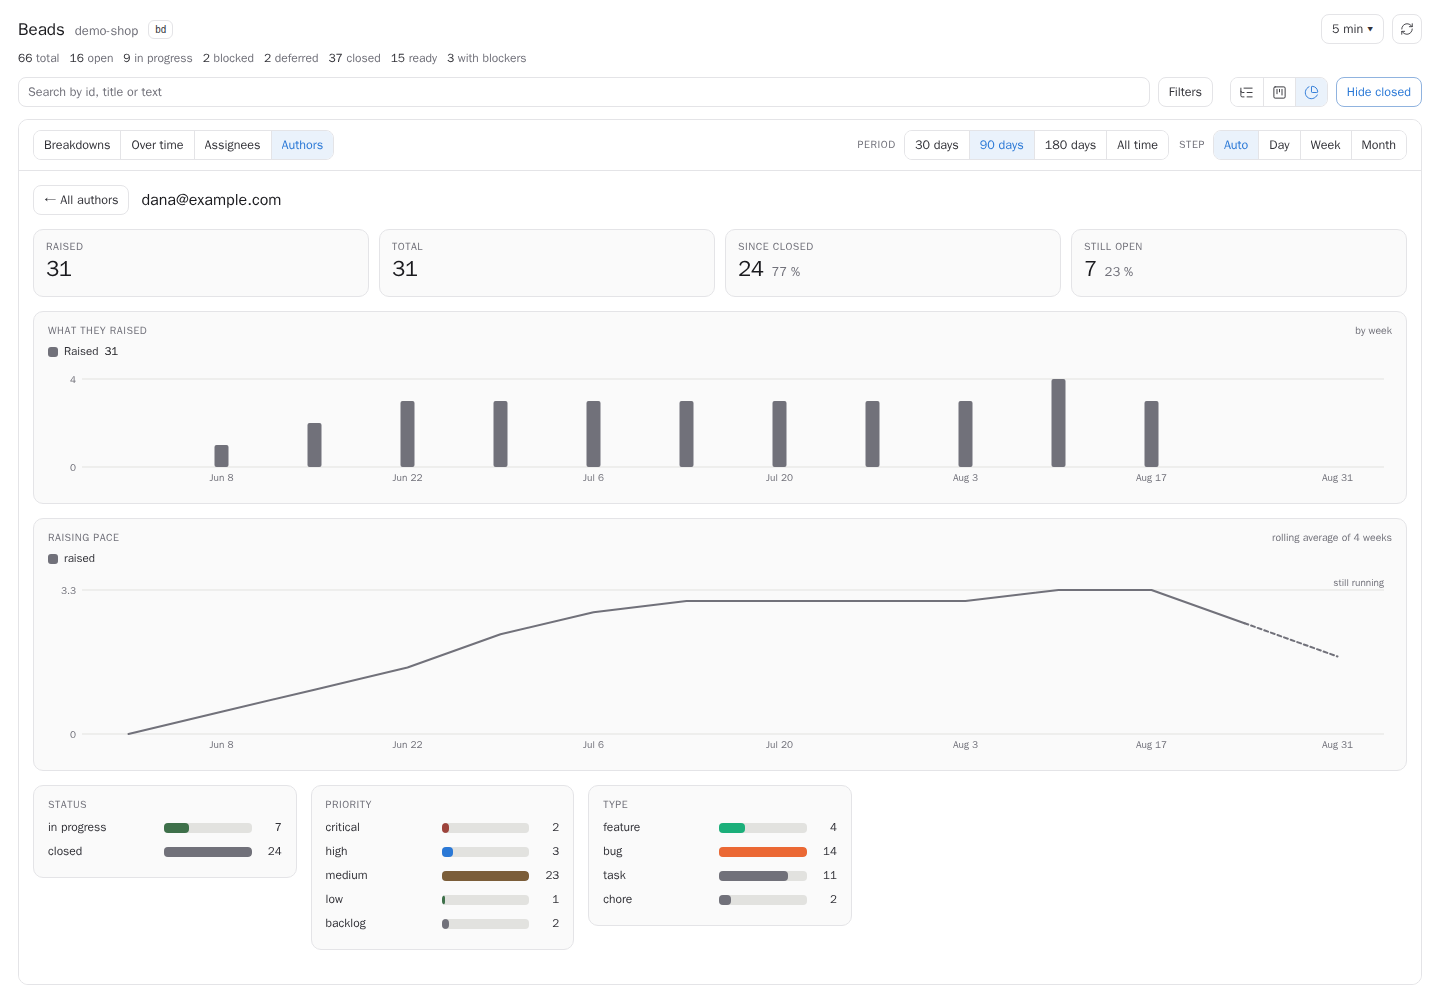 Beads demo-shop bd 5 min ▾
66 total 16 open 9 in progress 2 blocked 2 deferred 37 closed 15 ready 3 with blockers
Search by id, title or text Filters Hide closed
Breakdowns Over time Assignees Authors PERIOD 30 days 90 days 180 days All time STEP Auto Day Week Month
← All authors dana@example.com
RAISED
31
TOTAL
31
SINCE CLOSED
24 77 %
STILL OPEN
7 23 %
WHAT THEY RAISED by week
Raised 31
4
0
Jun 8 Jun 22 Jul 6 Jul 20 Aug 3 Aug 17 Aug 31
RAISING PACE rolling average of 4 weeks
raised
still running
3.3
0
Jun 8 Jun 22 Jul 6 Jul 20 Aug 3 Aug 17 Aug 31
STATUS
in progress 7
closed 24
PRIORITY
critical 2
high 3
medium 23
low 1
backlog 2
TYPE
feature 4
bug 14
task 11
chore 2